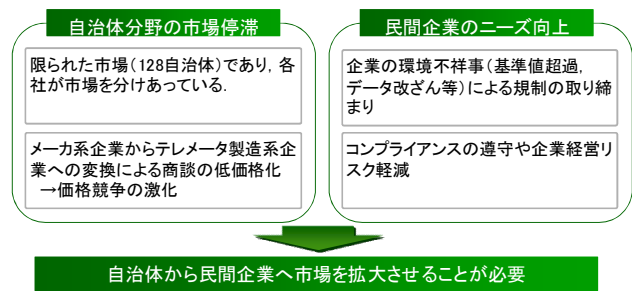 自治体分野の市場停滞
限られた市場（128自治体）であり，各
社が市場を分けあっている．
メーカ系企業からテレメータ製造系企
業への変換による商談の低価格化
→価格競争の激化
民間企業のニーズ向上
企業の環境不祥事（基準値超過，
データ改ざん等）による規制の取り締
まり
コンプライアンスの遵守や企業経営リ
スク軽減
自治体から民間企業へ市場を拡大させることが必要